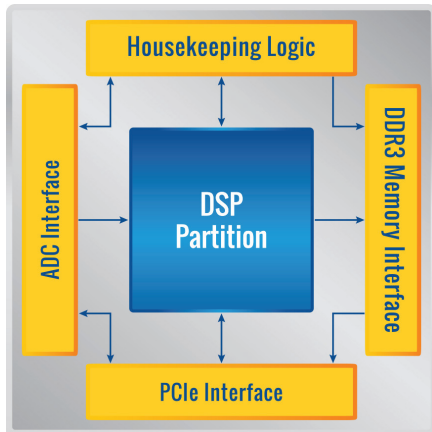 Housekeeping Logic
ADC Interface
DSP
Partition
DDR3 Memory Interface
PCIe Interface